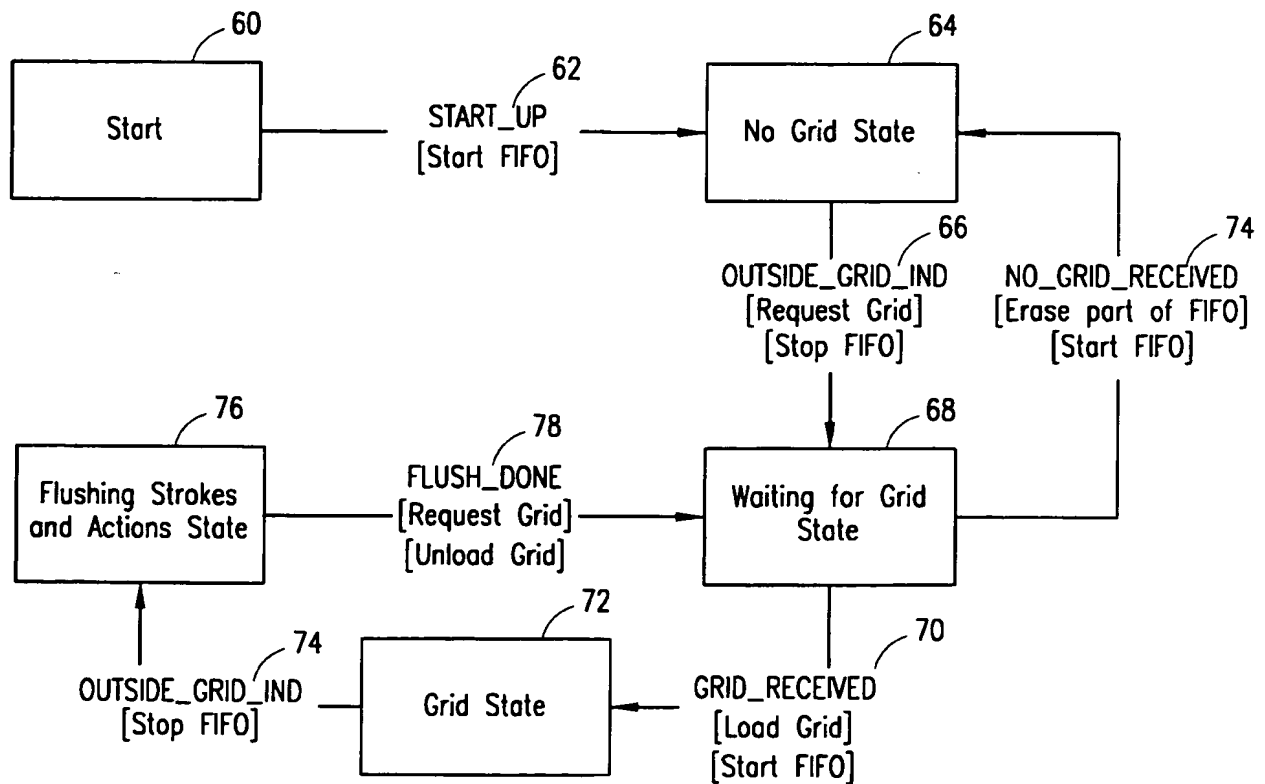 60
Start
62
START_UP
[Start FIFO]
64
No Grid State
66
OUTSIDE_GRID_IND
[Request Grid]
[Stop FIFO]
74
NO_GRID_RECEIVED
[Erase part of FIFO]
[Start FIFO]
76
Flushing Strokes
and Actions State
78
FLUSH_DONE
[Request Grid]
[Unload Grid]
68
Waiting for Grid
State
74
OUTSIDE_GRID_IND
[Stop FIFO]
72
Grid State
70
GRID_RECEIVED
[Load Grid]
[Start FIFO]